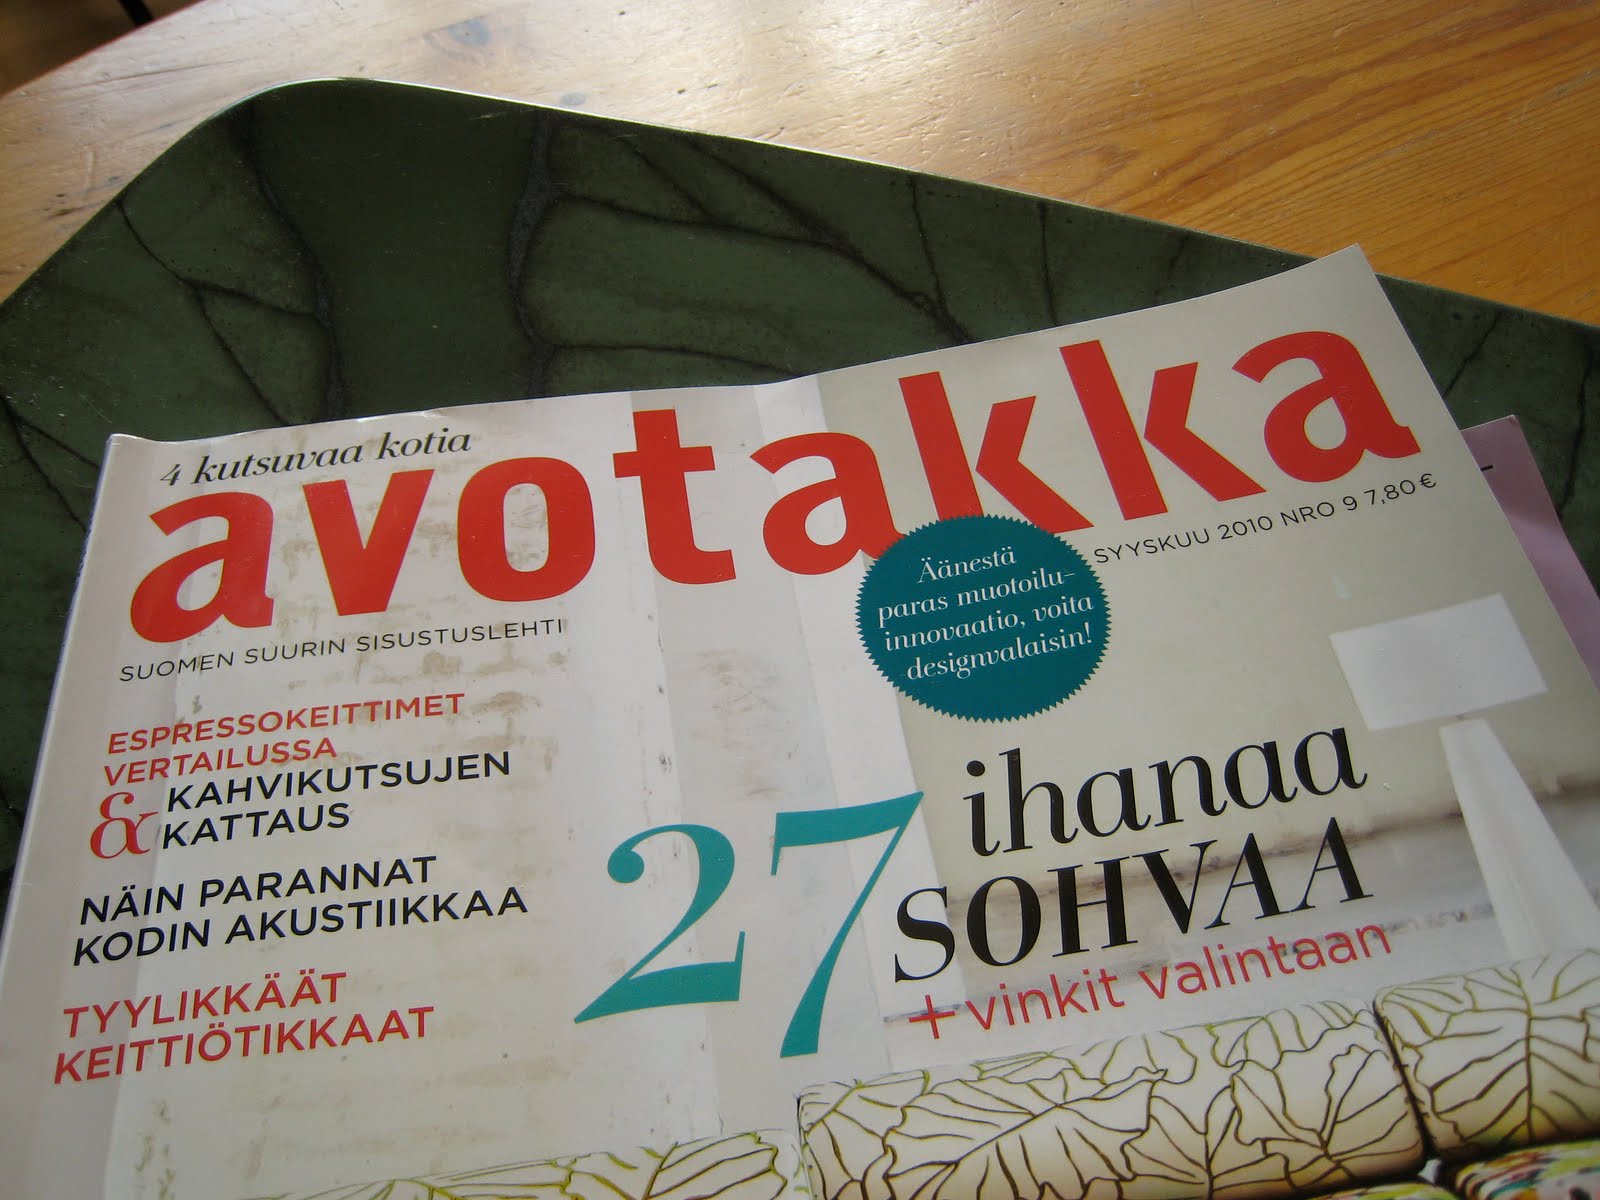 4 kutsuvaa kotia
avotakka
SUOMEN SUURIN SISUSTUSLEHTI
SYYSKUU 2010 NRO 9 7,80 €
Äänestä
paras muotoilu-
innovaatio, voita
designvalaisin!
ESPRESSOKEITTIMET
VERTAILUSSA
& KAHVIKUTSUJEN
KATTAUS
NÄIN PARANNAT
KODIN AKUSTIIKKAA
TYYLIKKÄÄT
KEITTIÖTIKKAAT
27 ihanaa
SOHVAA
+ vinkit valintaan